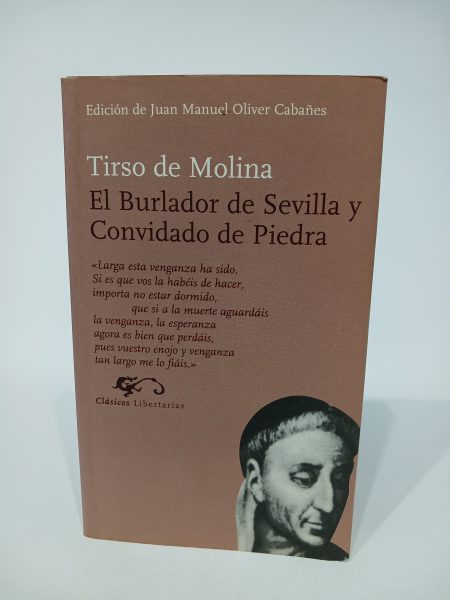 Edición de Juan Manuel Oliver Cabañes
Tirso de Molina
El Burlador de Sevilla y
Convidado de Piedra
«Larga esta venganza ha sido.
Si es que vos la habéis de hacer,
importa no estar dormido,
que si a la muerte aguardáis
la venganza, la esperanza
agora es bien que perdáis,
pues vuestro enojo y venganza
tan largo me lo fiáis.»
Clásicos Libertarias